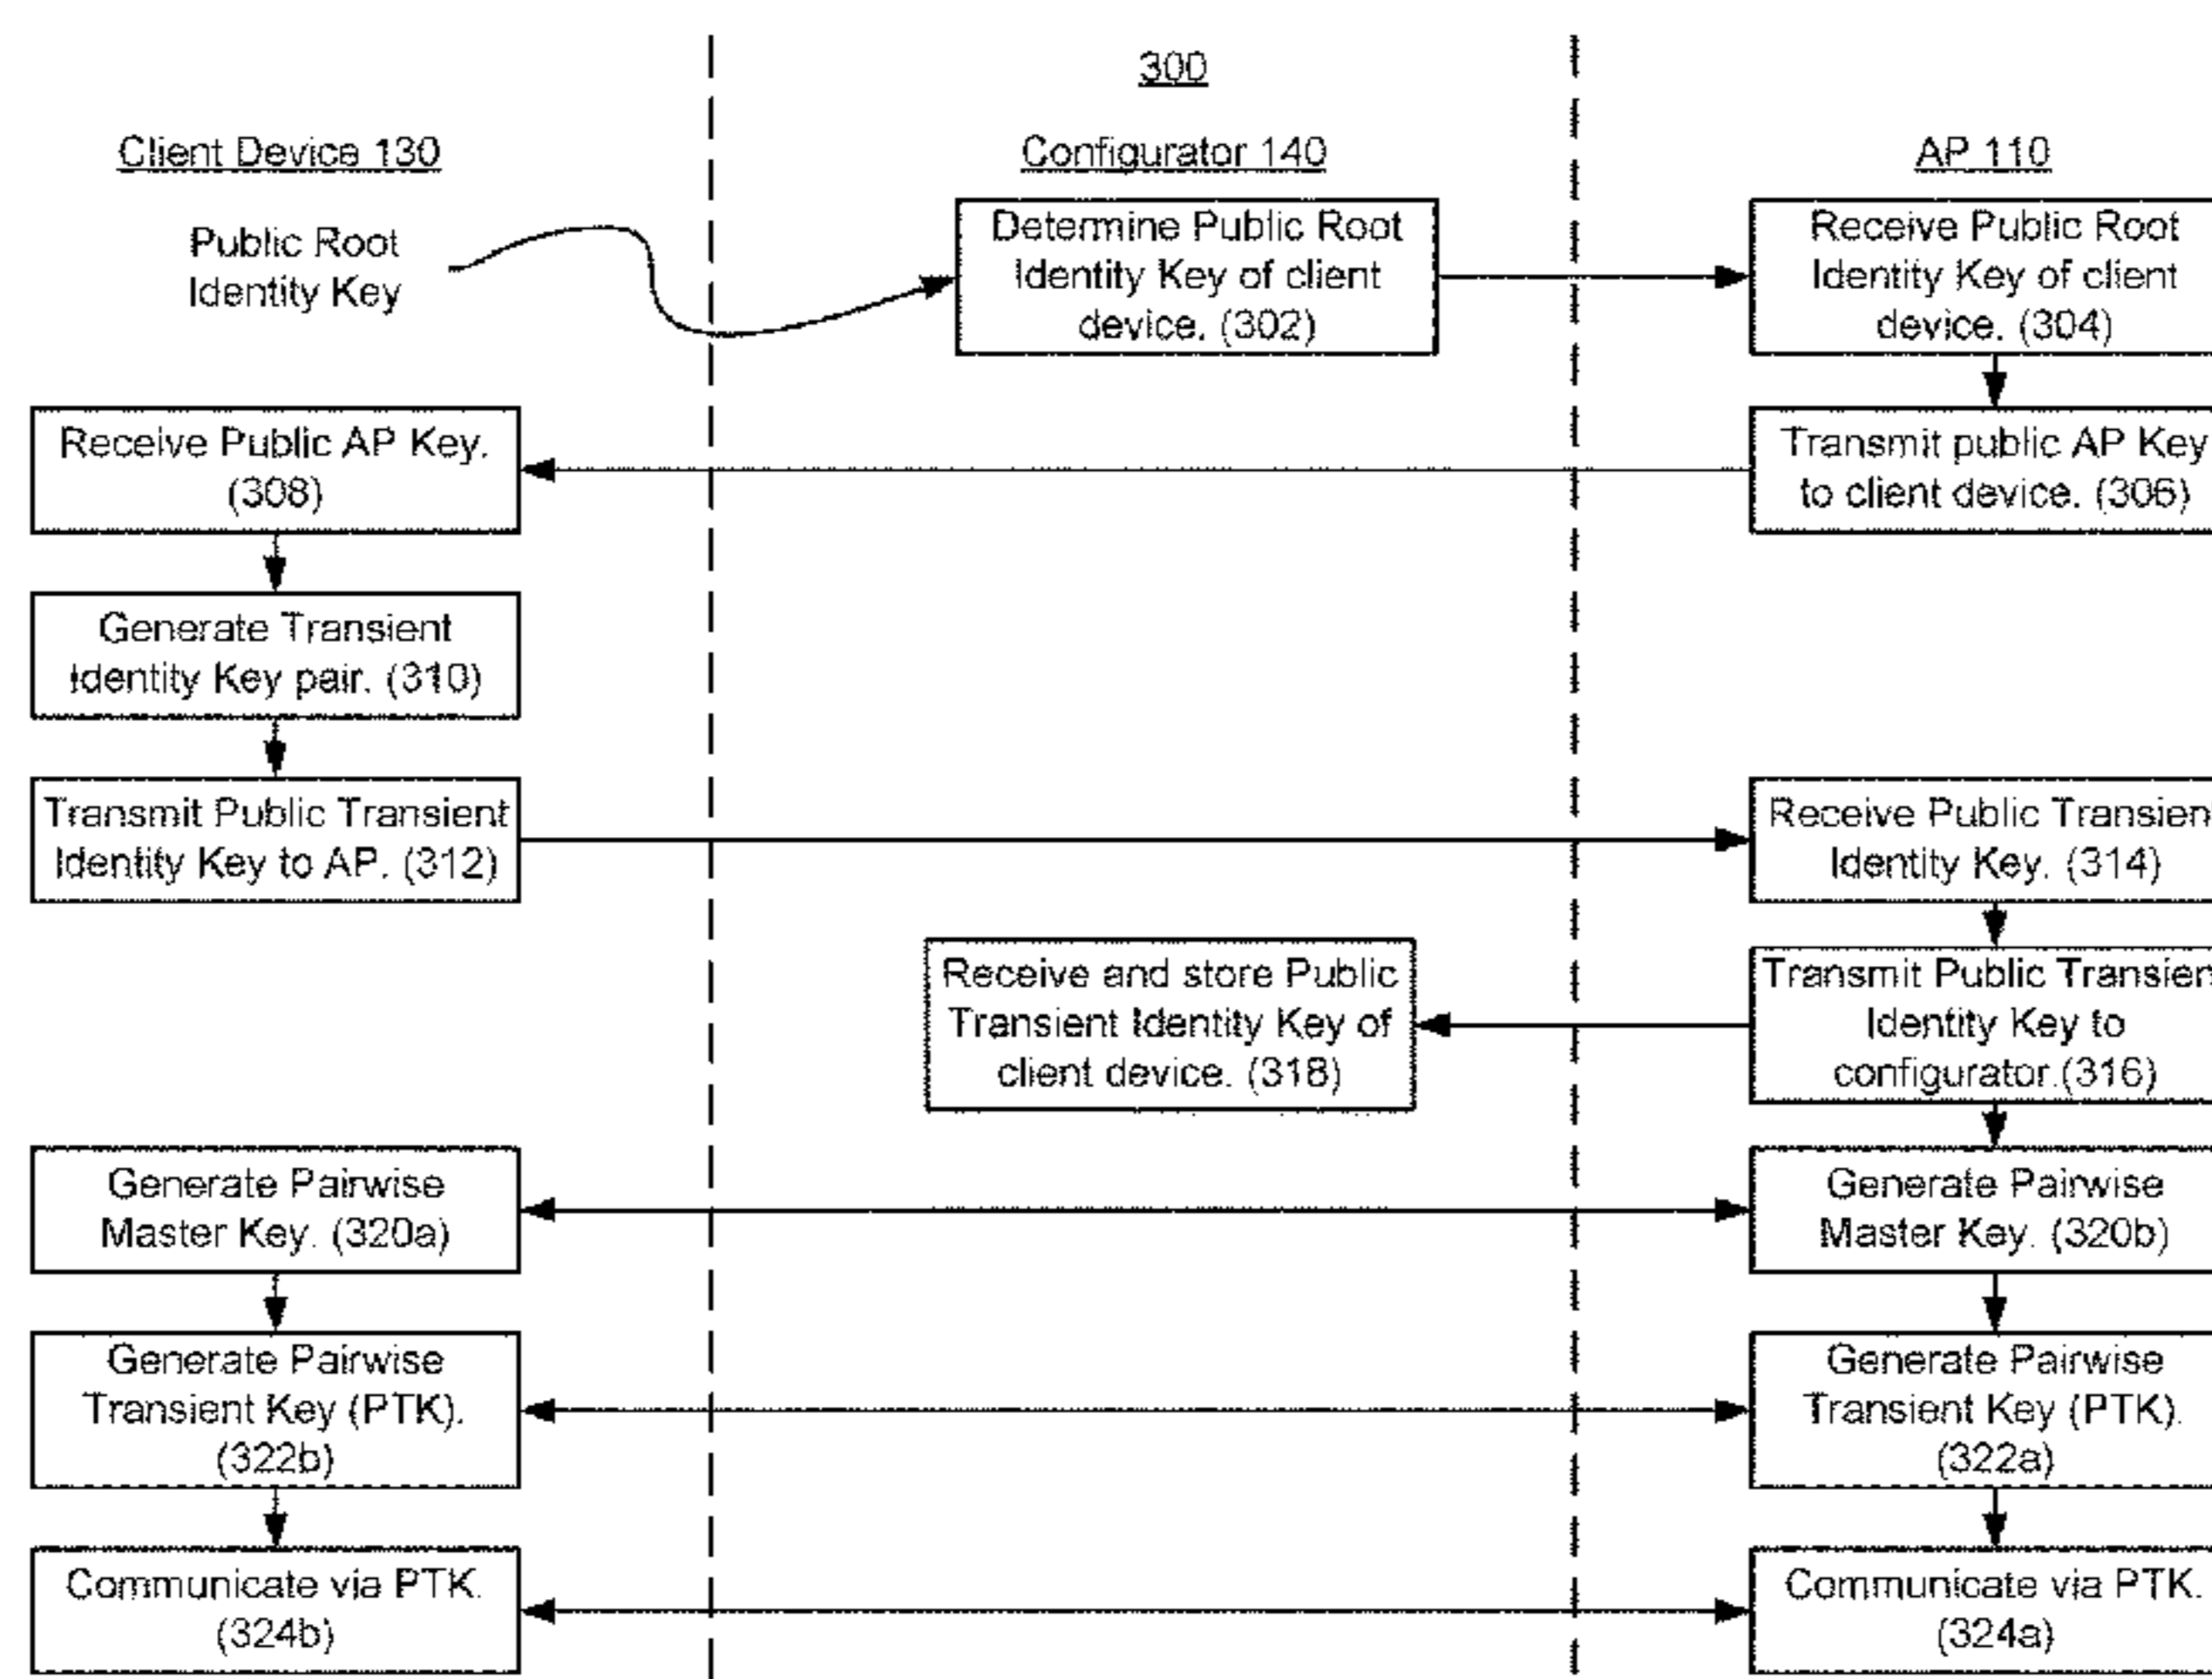 300
Client Device 130
Configurator 140
AP 110
Public Root
Identity Key
Determine Public Root
Identity Key of client
device. (302)
Receive Public Root
Identity Key of client
device. (304)
Receive Public AP Key.
(308)
Transmit public AP Key
to client device. (306)
Generate Transient
Identity Key pair. (310)
Transmit Public Transient
Identity Key to AP. (312)
Receive Public Transien
Identity Key. (314)
Receive and store Public
Transient Identity Key of
client device. (318)
Transmit Public Transien
Identity Key to
configurator.(316)
Generate Pairwise
Master Key. (320a)
Generate Pairwise
Master Key. (320b)
Generate Pairwise
Transient Key (PTK).
(322b)
Generate Pairwise
Transient Key (PTK).
(322a)
Communicate via PTK.
(324b)
Communicate via PTK.
(324a)